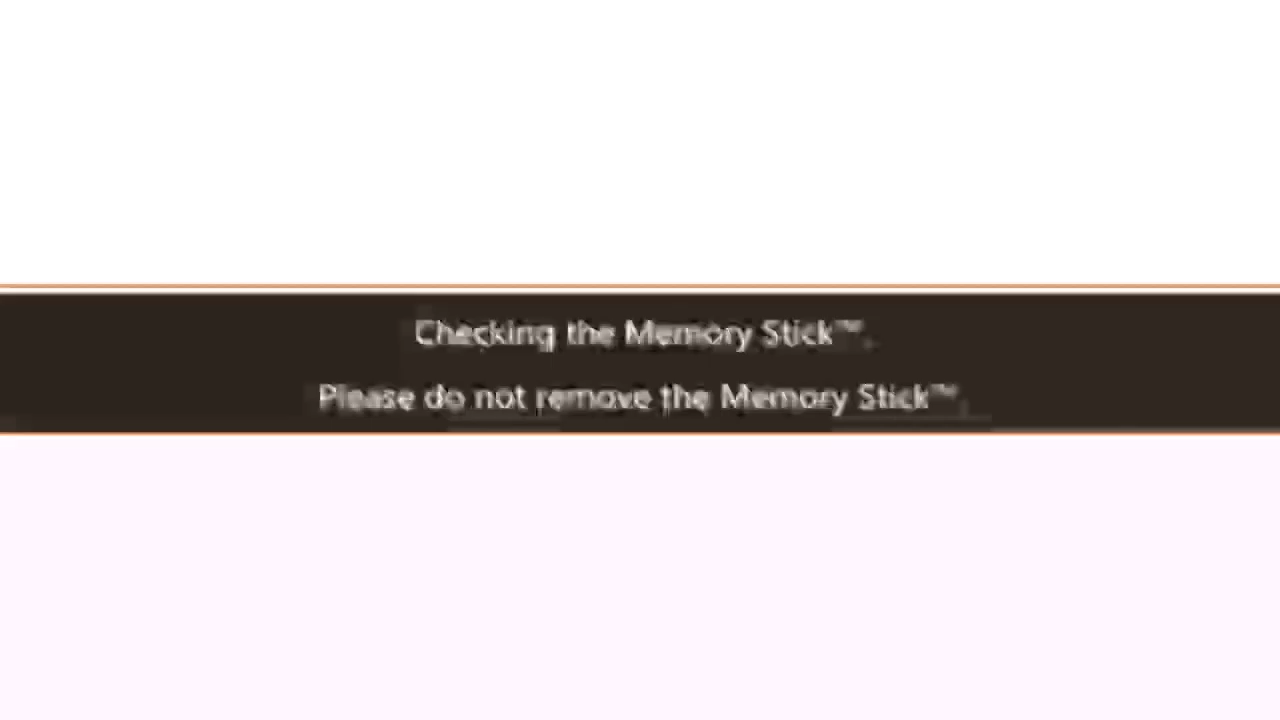 Checking the Memory Stick™.
Please do not remove the Memory Stick™.